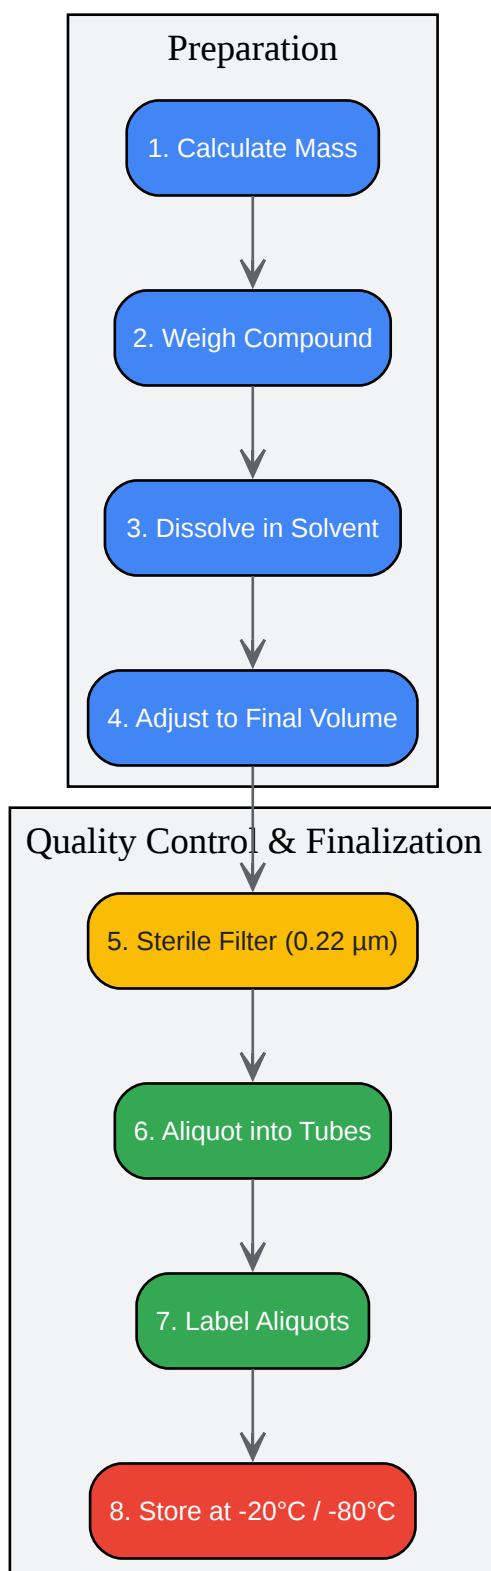 Preparation
1. Calculate Mass
2. Weigh Compound
3. Dissolve in Solvent
4. Adjust to Final Volume
Quality Control & Finalization
5. Sterile Filter (0.22 µm)
6. Aliquot into Tubes
7. Label Aliquots
8. Store at -20°C / -80°C